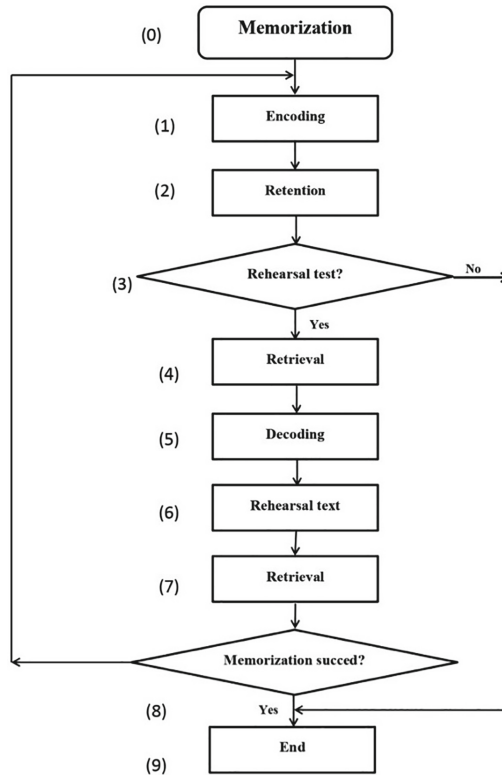 (0) Memorization
(1) Encoding
(2) Retention
(3) Rehearsal test? No
Yes
(4) Retrieval
(5) Decoding
(6) Rehearsal text
(7) Retrieval
Memorization succed?
(8) Yes
(9) End